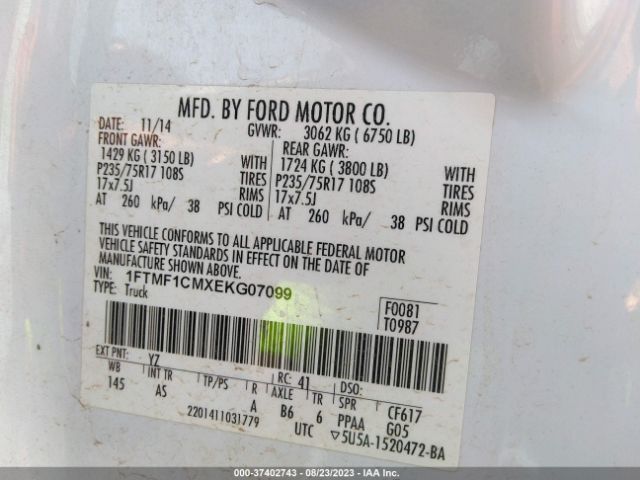 MFD. BY FORD MOTOR CO.
DATE: 11/14 GVWR: 3062 KG ( 6750 LB)
FRONT GAWR: REAR GAWR:
1429 KG ( 3150 LB) WITH 1724 KG ( 3800 LB) WITH
P235/75R17 108S TIRES P235/75R17 108S TIRES
17x7.5J RIMS 17x7.5J RIMS
AT 260 kPa/ 38 PSI COLD AT 260 kPa/ 38 PSI COLD
THIS VEHICLE CONFORMS TO ALL APPLICABLE FEDERAL MOTOR
VEHICLE SAFETY STANDARDS IN EFFECT ON THE DATE OF
MANUFACTURE SHOWN ABOVE.
VIN: 1FTMF1CMXEKG07099
TYPE: Truck
F0081
T0987
EXT PNT: YZ RC: 41 DSO:
WB INT TR TP/PS R AXLE TR SPR CF617
145 AS A B6 6 PPAA G05
2201411031779 UTC ▽5U5A-1520472-BA
000-37402743 / 08/23/2023 / IAA-Inc.com